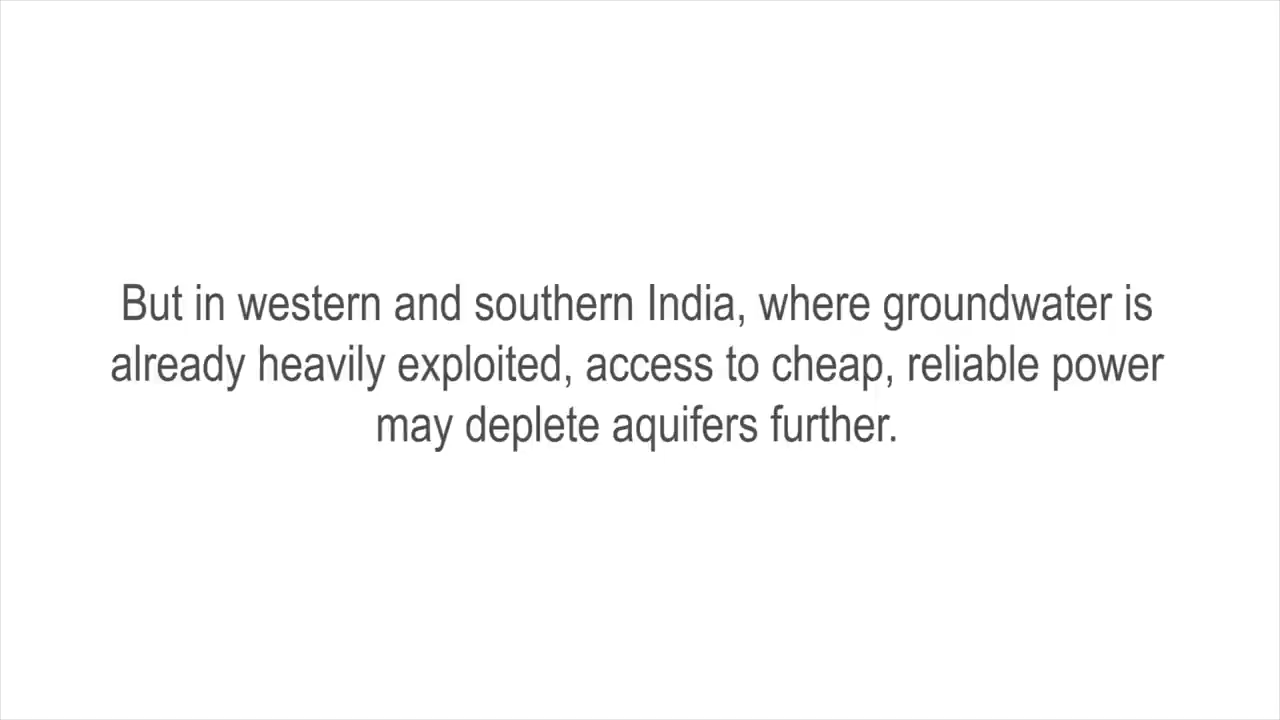 But in western and southern India, where groundwater is
already heavily exploited, access to cheap, reliable power
may deplete aquifers further.